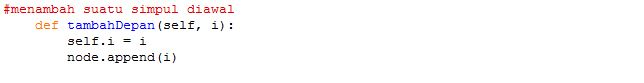 #menambah suatu simpul diawal
def tambahDepan(self, i):
self.i = i
node.append(i)